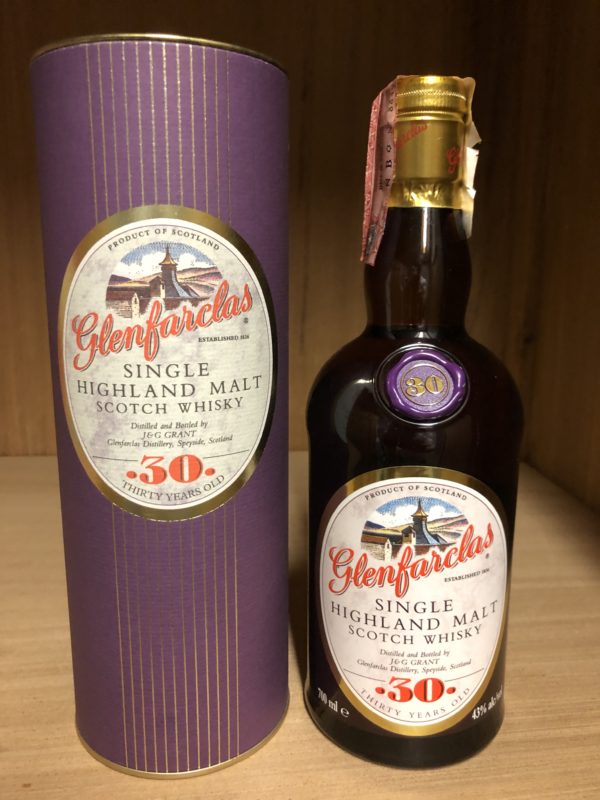 PRODUCT OF SCOTLAND
Glenfarclas®
ESTABLISHED 1836
SINGLE
HIGHLAND MALT
SCOTCH WHISKY
Distilled and Bottled by
J&G GRANT
Glenfarclas Distillery, Speyside, Scotland
·30·
THIRTY YEARS OLD
30
PRODUCT OF SCOTLAND
Glenfarclas®
ESTABLISHED 1836
SINGLE
HIGHLAND MALT
SCOTCH WHISKY
Distilled and Bottled by
J&G GRANT
Glenfarclas Distillery, Speyside, Scotland
·30·
THIRTY YEARS OLD
700 ml e
43% alc/vol